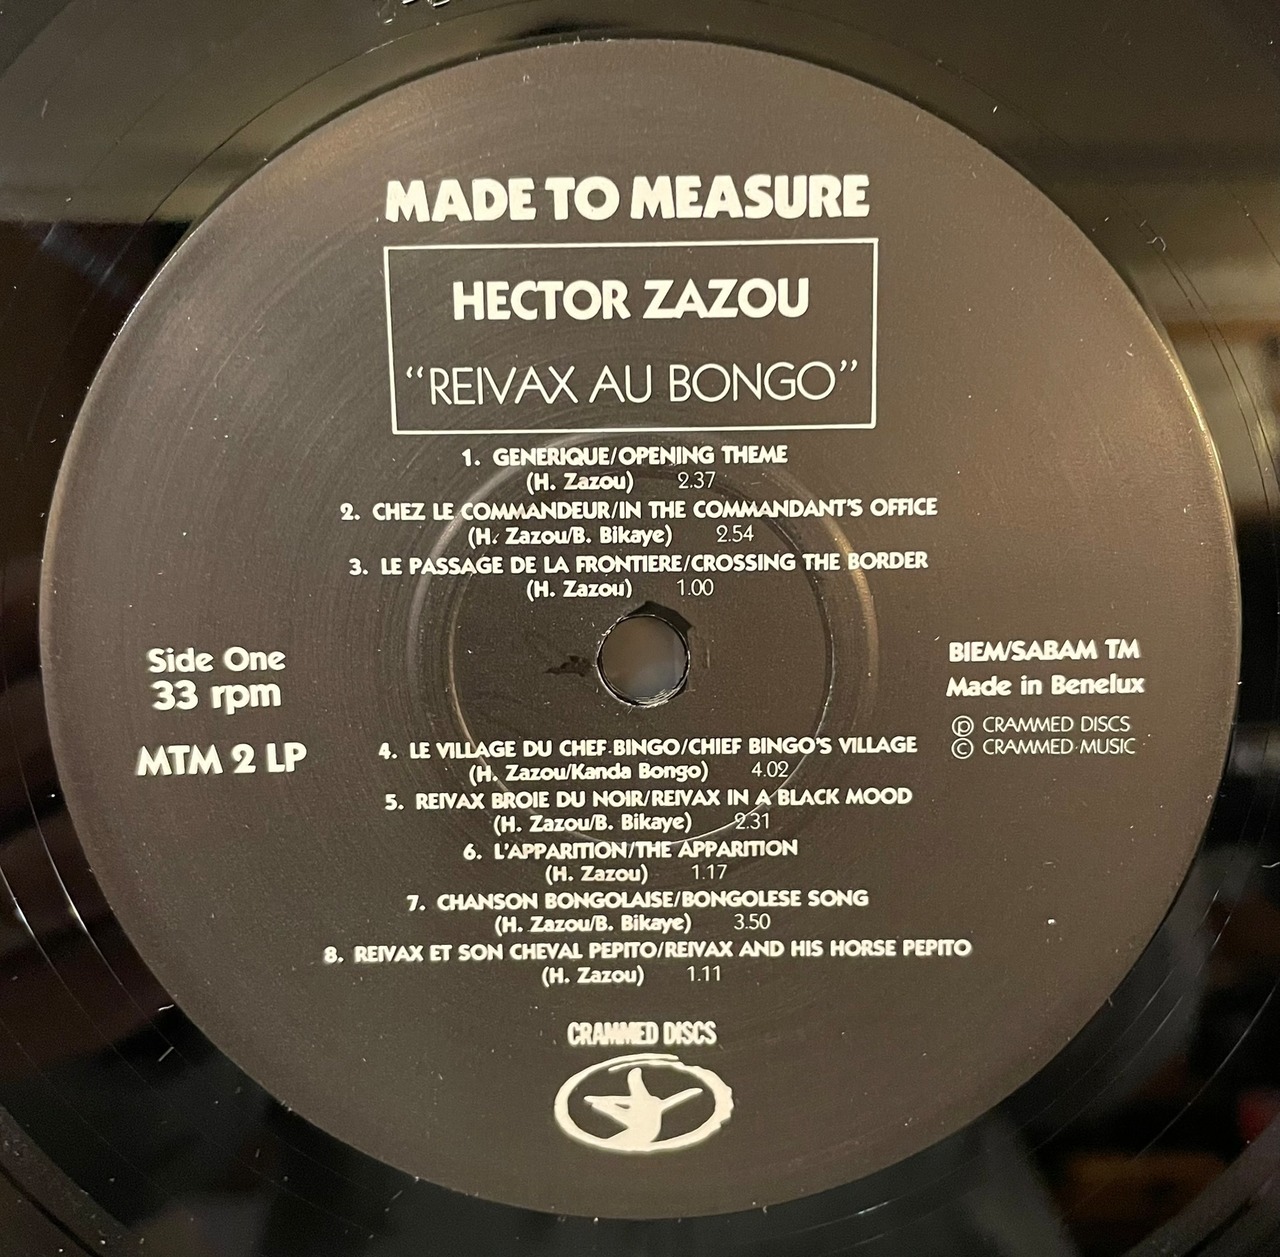 MADE TO MEASURE
HECTOR ZAZOU
“REIVAX AU BONGO”
1. GENERIQUE/OPENING THEME
(H. Zazou) 2.37
2. CHEZ LE COMMANDEUR/IN THE COMMANDANT'S OFFICE
(H. Zazou/B. Bikaye) 2.54
3. LE PASSAGE DE LA FRONTIERE/CROSSING THE BORDER
(H. Zazou) 1.00
Side One
33 rpm
MTM 2 LP
BIEM/SABAM TM
Made in Benelux
Ⓟ CRAMMED DISCS
© CRAMMED MUSIC
4. LE VILLAGE DU CHEF BINGO/CHIEF BINGO'S VILLAGE
(H. Zazou/Kanda Bongo) 4.02
5. REIVAX BROIE DU NOIR/REIVAX IN A BLACK MOOD
(H. Zazou/B. Bikaye) 2.31
6. L'APPARITION/THE APPARITION
(H. Zazou) 1.17
7. CHANSON BONGOLAISE/BONGOLESE SONG
(H. Zazou/B. Bikaye) 3.50
8. REIVAX ET SON CHEVAL PEPITO/REIVAX AND HIS HORSE PEPITO
(H. Zazou) 1.11
CRAMMED DISCS